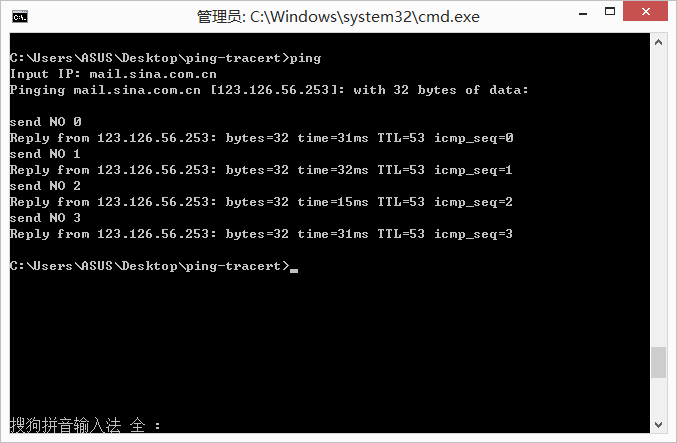 管理员: C:\Windows\system32\cmd.exe
C:\Users\ASUS\Desktop\ping-tracert>ping
Input IP: mail.sina.com.cn
Pinging mail.sina.com.cn [123.126.56.253]: with 32 bytes of data:
send NO 0
Reply from 123.126.56.253: bytes=32 time=31ms TTL=53 icmp_seq=0
send NO 1
Reply from 123.126.56.253: bytes=32 time=32ms TTL=53 icmp_seq=1
send NO 2
Reply from 123.126.56.253: bytes=32 time=15ms TTL=53 icmp_seq=2
send NO 3
Reply from 123.126.56.253: bytes=32 time=31ms TTL=53 icmp_seq=3
C:\Users\ASUS\Desktop\ping-tracert>
搜狗拼音输入法 全 :